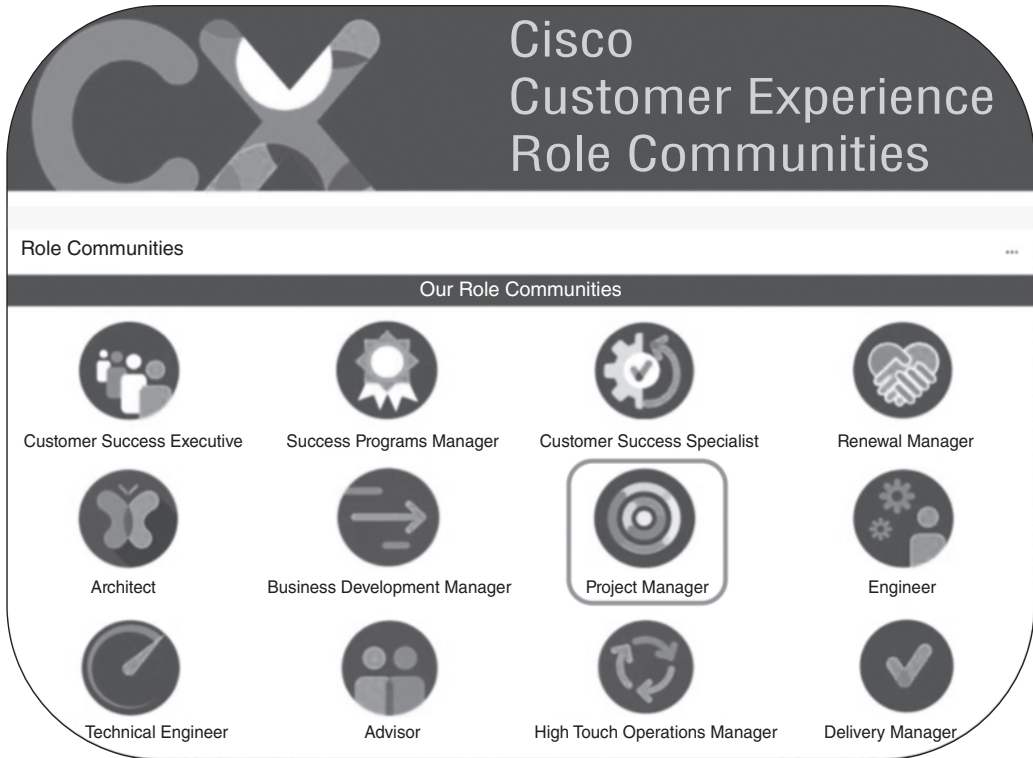 CX
Cisco
Customer Experience
Role Communities
Role Communities
Our Role Communities
Customer Success Executive
Success Programs Manager
Customer Success Specialist
Renewal Manager
Architect
Business Development Manager
Project Manager
Engineer
Technical Engineer
Advisor
High Touch Operations Manager
Delivery Manager